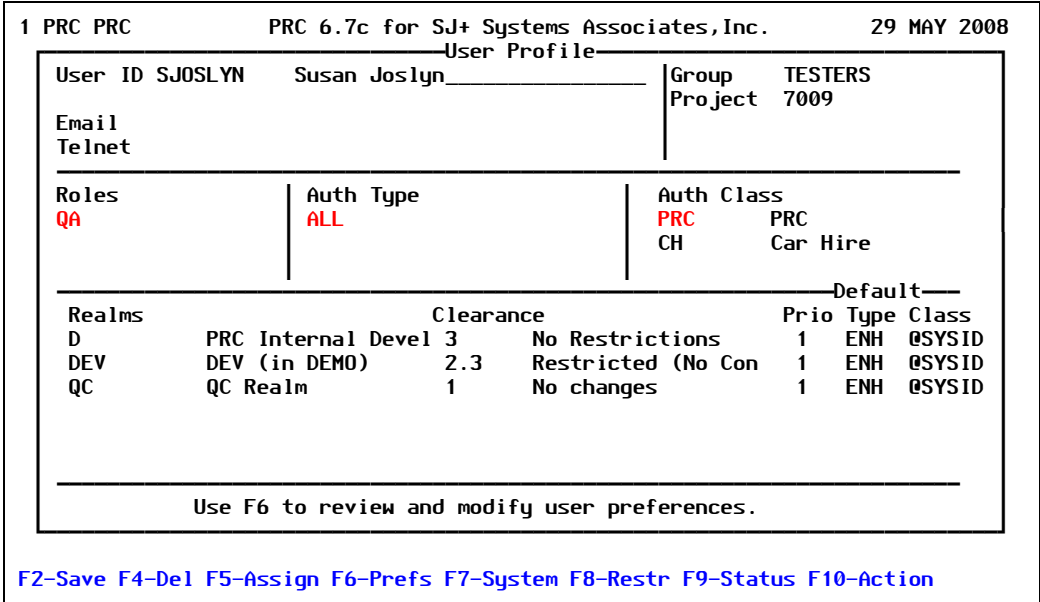 1 PRC PRC PRC 6.7c for SJ+ Systems Associates,Inc. 29 MAY 2008
User Profile
User ID SJOSLYN Susan Joslyn________________ Group TESTERS
Project 7009
Email
Telnet
Roles Auth Type Auth Class
QA ALL PRC PRC
CH Car Hire
Default
Realms Clearance Prio Type Class
D PRC Internal Devel 3 No Restrictions 1 ENH @SYSID
DEV DEV (in DEMO) 2.3 Restricted (No Con 1 ENH @SYSID
QC QC Realm 1 No changes 1 ENH @SYSID
Use F6 to review and modify user preferences.
F2-Save F4-Del F5-Assign F6-Prefs F7-System F8-Restr F9-Status F10-Action